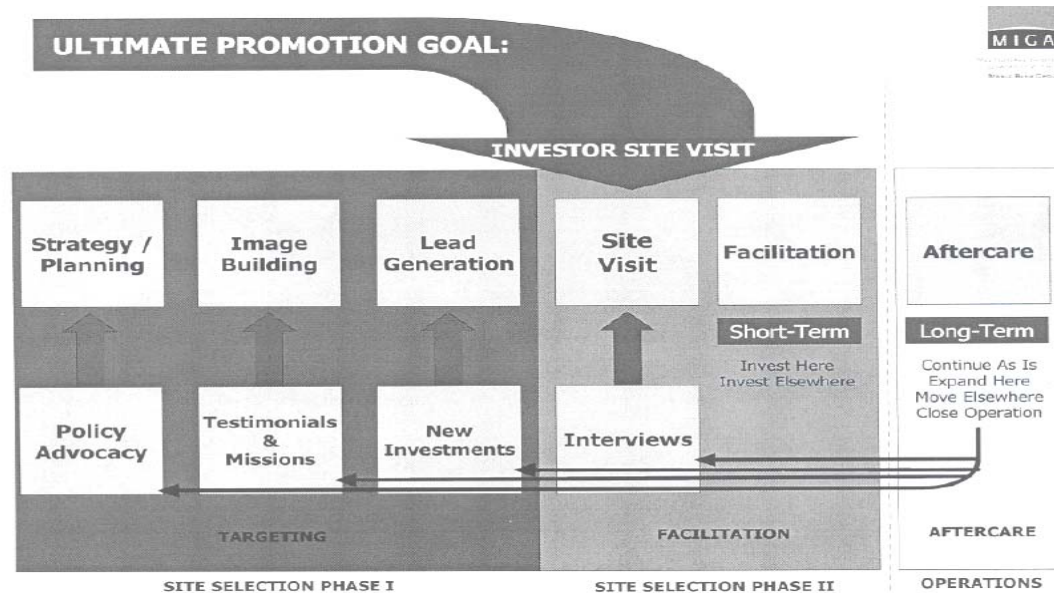 ULTIMATE PROMOTION GOAL:
MIGA
INVESTOR SITE VISIT
Strategy /
Planning
Image
Building
Lead
Generation
Site
Visit
Facilitation
Aftercare
Short-Term
Long-Term
Invest Here
Invest Elsewhere
Continue As Is
Expand Here
Move Elsewhere
Close Operation
Policy
Advocacy
Testimonials
&
Missions
New
Investments
Interviews
TARGETING
FACILITATION
AFTERCARE
SITE SELECTION PHASE I
SITE SELECTION PHASE II
OPERATIONS